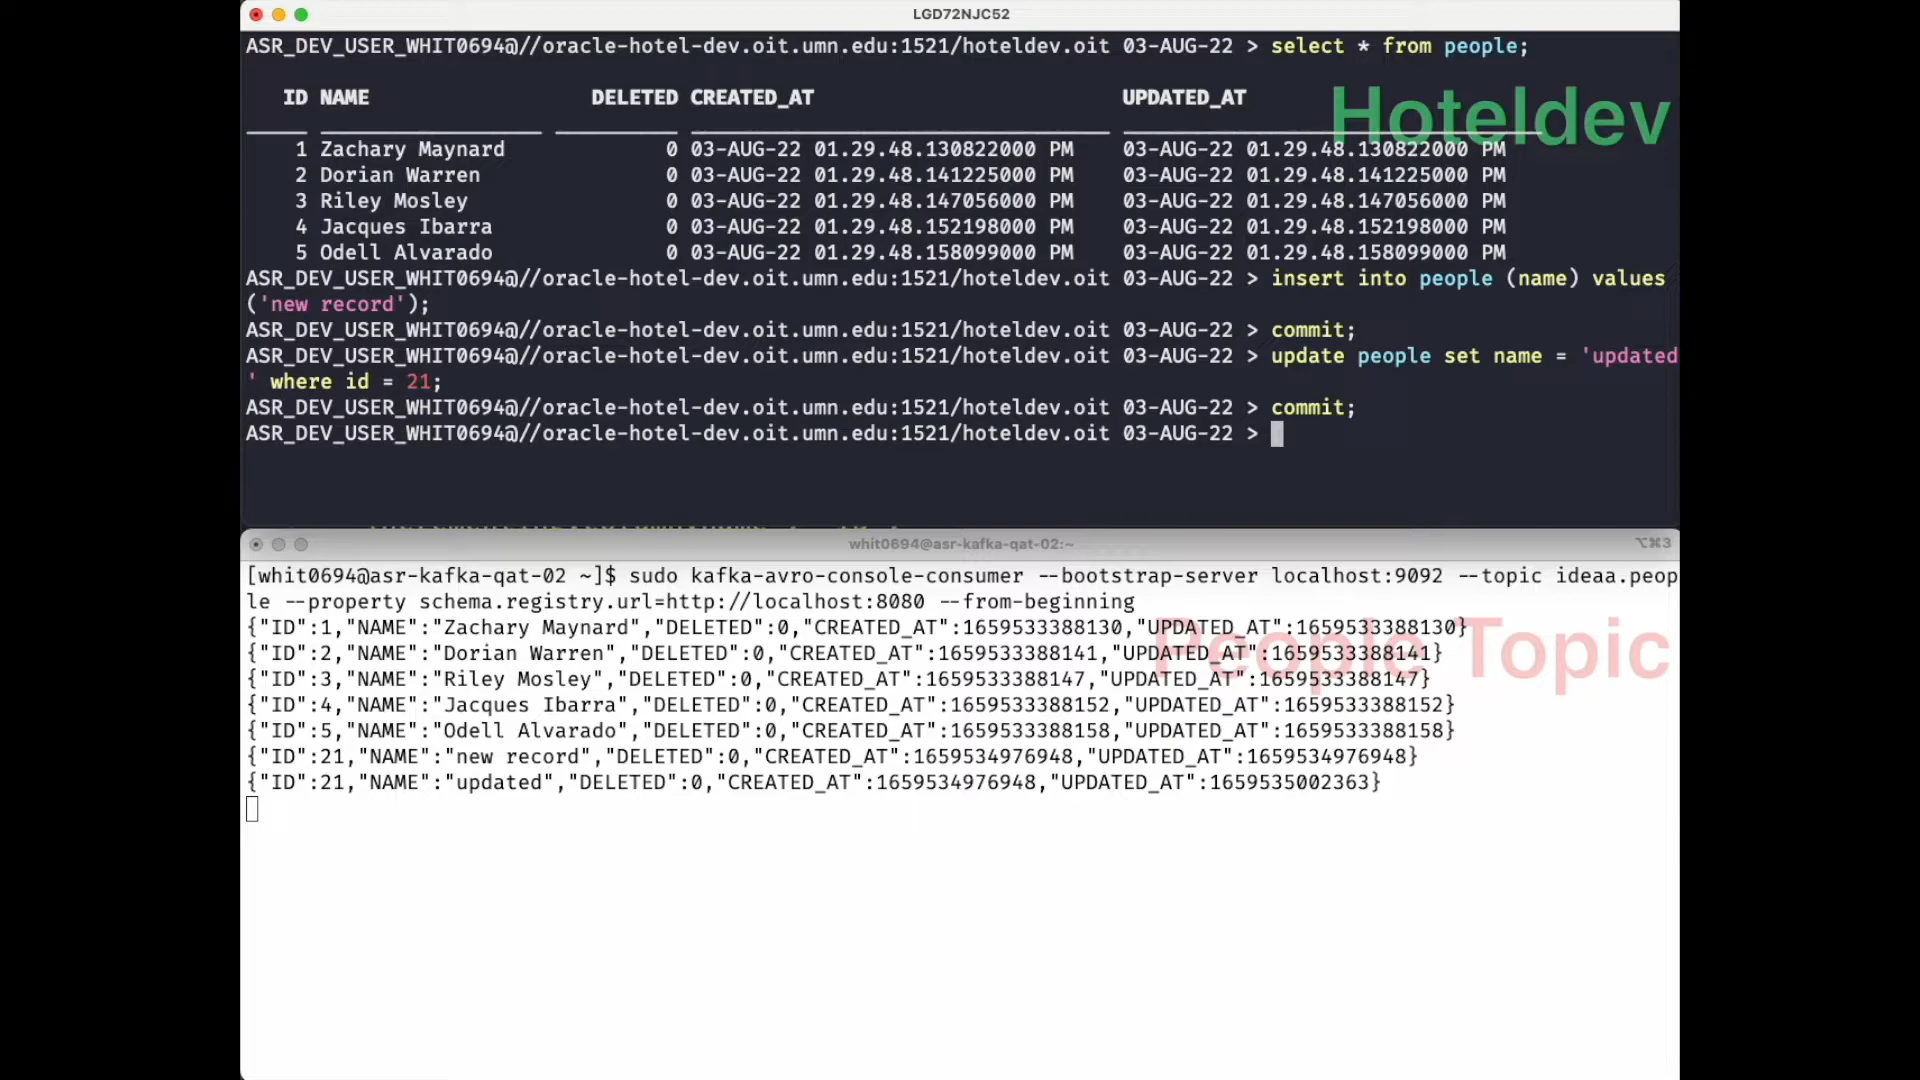 LGD72NJC52
ASR_DEV_USER_WHIT0694@//oracle-hotel-dev.oit.umn.edu:1521/hoteldev.oit 03-AUG-22 > select * from people;
ID NAME DELETED CREATED_AT UPDATED_AT
Hoteldev
1 Zachary Maynard 0 03-AUG-22 01.29.48.130822000 PM 03-AUG-22 01.29.48.130822000 PM
2 Dorian Warren 0 03-AUG-22 01.29.48.141225000 PM 03-AUG-22 01.29.48.141225000 PM
3 Riley Mosley 0 03-AUG-22 01.29.48.147056000 PM 03-AUG-22 01.29.48.147056000 PM
4 Jacques Ibarra 0 03-AUG-22 01.29.48.152198000 PM 03-AUG-22 01.29.48.152198000 PM
5 Odell Alvarado 0 03-AUG-22 01.29.48.158099000 PM 03-AUG-22 01.29.48.158099000 PM
ASR_DEV_USER_WHIT0694@//oracle-hotel-dev.oit.umn.edu:1521/hoteldev.oit 03-AUG-22 > insert into people (name) values
('new record');
ASR_DEV_USER_WHIT0694@//oracle-hotel-dev.oit.umn.edu:1521/hoteldev.oit 03-AUG-22 > commit;
ASR_DEV_USER_WHIT0694@//oracle-hotel-dev.oit.umn.edu:1521/hoteldev.oit 03-AUG-22 > update people set name = 'updated
' where id = 21;
ASR_DEV_USER_WHIT0694@//oracle-hotel-dev.oit.umn.edu:1521/hoteldev.oit 03-AUG-22 > commit;
ASR_DEV_USER_WHIT0694@//oracle-hotel-dev.oit.umn.edu:1521/hoteldev.oit 03-AUG-22 >
whit0694@asr-kafka-qat-02:~ ⌥⌘3
[whit0694@asr-kafka-qat-02 ~]$ sudo kafka-avro-console-consumer --bootstrap-server localhost:9092 --topic ideaa.peop
le --property schema.registry.url=http://localhost:8080 --from-beginning
{"ID":1,"NAME":"Zachary Maynard","DELETED":0,"CREATED_AT":1659533388130,"UPDATED_AT":1659533388130}
People Topic
{"ID":2,"NAME":"Dorian Warren","DELETED":0,"CREATED_AT":1659533388141,"UPDATED_AT":1659533388141}
{"ID":3,"NAME":"Riley Mosley","DELETED":0,"CREATED_AT":1659533388147,"UPDATED_AT":1659533388147}
{"ID":4,"NAME":"Jacques Ibarra","DELETED":0,"CREATED_AT":1659533388152,"UPDATED_AT":1659533388152}
{"ID":5,"NAME":"Odell Alvarado","DELETED":0,"CREATED_AT":1659533388158,"UPDATED_AT":1659533388158}
{"ID":21,"NAME":"new record","DELETED":0,"CREATED_AT":1659534976948,"UPDATED_AT":1659534976948}
{"ID":21,"NAME":"updated","DELETED":0,"CREATED_AT":1659534976948,"UPDATED_AT":1659535002363}